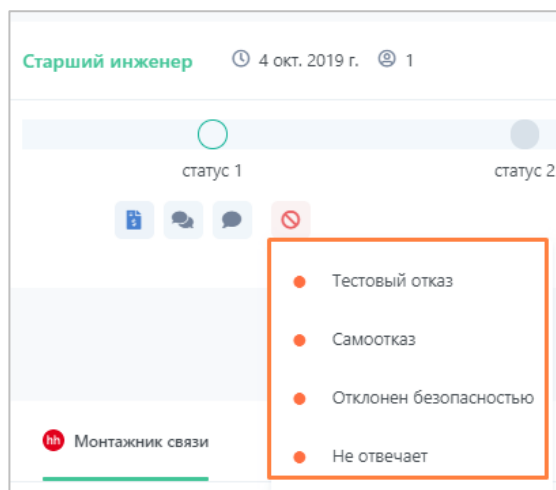 Старший инженер 4 окт. 2019 г. 1
статус 1 статус 2
Тестовый отказ
Самоотказ
Отклонен безопасностью
hh Монтажник связи
Не отвечает